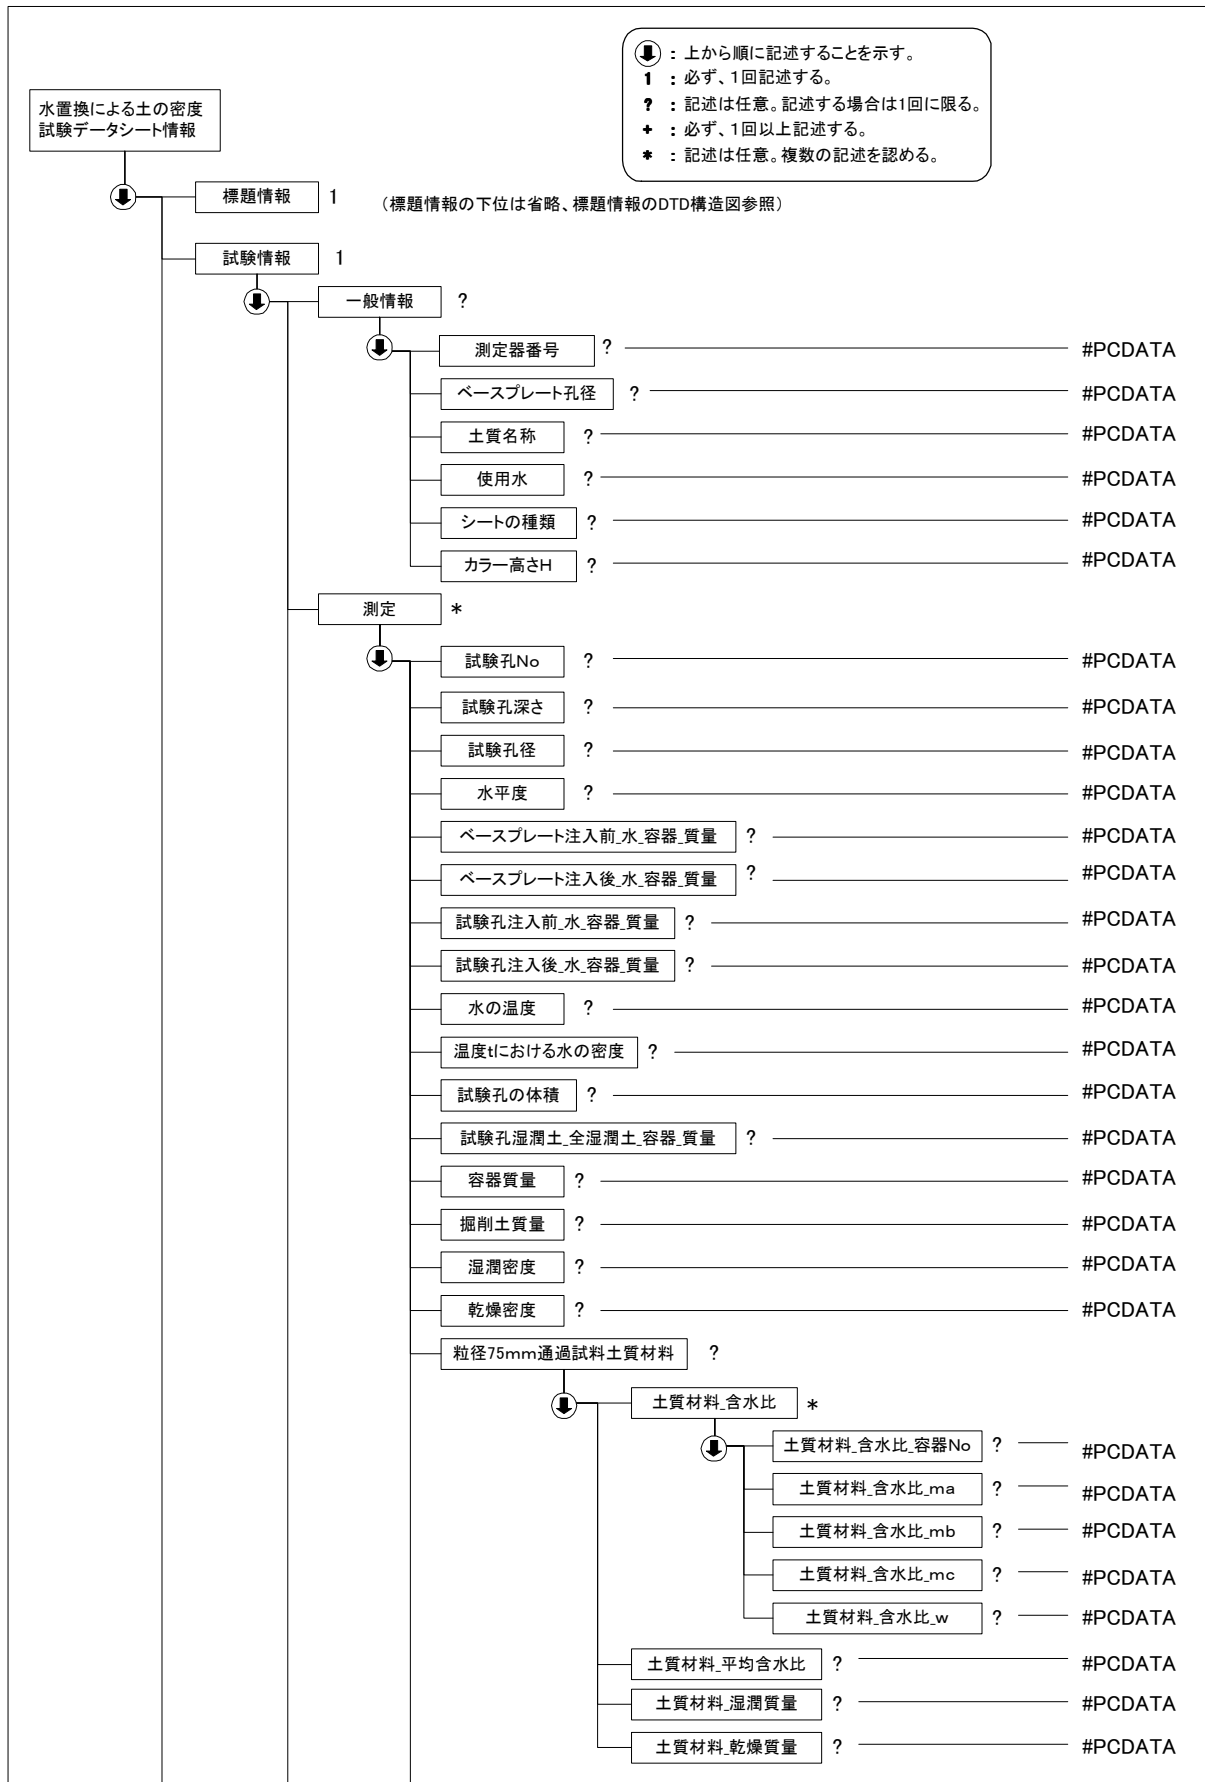 ：上から順に記述することを示す。
1 ：必ず、1回記述する。
? ：記述は任意。記述する場合は1回に限る。
+ ：必ず、1回以上記述する。
* ：記述は任意。複数の記述を認める。
水置換による土の密度
試験データシート情報
標題情報 1 （標題情報の下位は省略、標題情報のDTD構造図参照）
試験情報 1
一般情報 ?
測定器番号 ? #PCDATA
ベースプレート孔径 ? #PCDATA
土質名称 ? #PCDATA
使用水 ? #PCDATA
シートの種類 ? #PCDATA
カラー高さH ? #PCDATA
測定 *
試験孔No ? #PCDATA
試験孔深さ ? #PCDATA
試験孔径 ? #PCDATA
水平度 ? #PCDATA
ベースプレート注入前_水_容器_質量 ? #PCDATA
ベースプレート注入後_水_容器_質量 ? #PCDATA
試験孔注入前_水_容器_質量 ? #PCDATA
試験孔注入後_水_容器_質量 ? #PCDATA
水の温度 ? #PCDATA
温度tにおける水の密度 ? #PCDATA
試験孔の体積 ? #PCDATA
試験孔湿潤土_全湿潤土_容器_質量 ? #PCDATA
容器質量 ? #PCDATA
掘削土質量 ? #PCDATA
湿潤密度 ? #PCDATA
乾燥密度 ? #PCDATA
粒径75mm通過試料土質材料 ?
土質材料_含水比 *
土質材料_含水比_容器No ? #PCDATA
土質材料_含水比_ma ? #PCDATA
土質材料_含水比_mb ? #PCDATA
土質材料_含水比_mc ? #PCDATA
土質材料_含水比_w ? #PCDATA
土質材料_平均含水比 ? #PCDATA
土質材料_湿潤質量 ? #PCDATA
土質材料_乾燥質量 ? #PCDATA